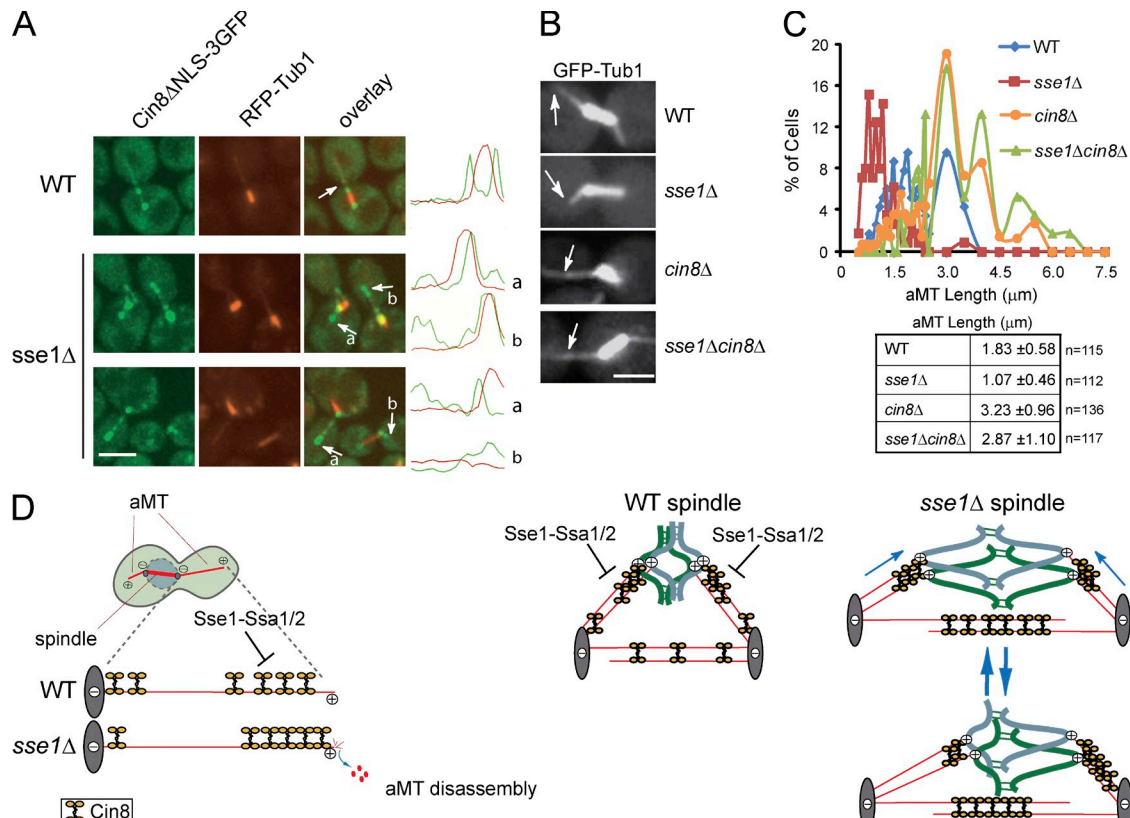 A
Cin8ΔNLS-3GFP
RFP-Tub1
overlay
WT
sse1Δ
a
b
a
b
a
b
a
b
B
GFP-Tub1
WT
sse1Δ
cin8Δ
sse1Δcin8Δ
C
% of Cells
20
16
12
8
4
0
0
1.5
3.0
4.5
6.0
7.5
aMT Length (μm)
WT
sse1Δ
cin8Δ
sse1Δcin8Δ
aMT Length (μm)
WT 1.83 ±0.58 n=115
sse1Δ 1.07 ±0.46 n=112
cin8Δ 3.23 ±0.96 n=136
sse1Δcin8Δ 2.87 ±1.10 n=117
D
aMT
spindle
Sse1-Ssa1/2
WT
sse1Δ
aMT disassembly
Cin8
WT spindle
Sse1-Ssa1/2 Sse1-Ssa1/2
sse1Δ spindle